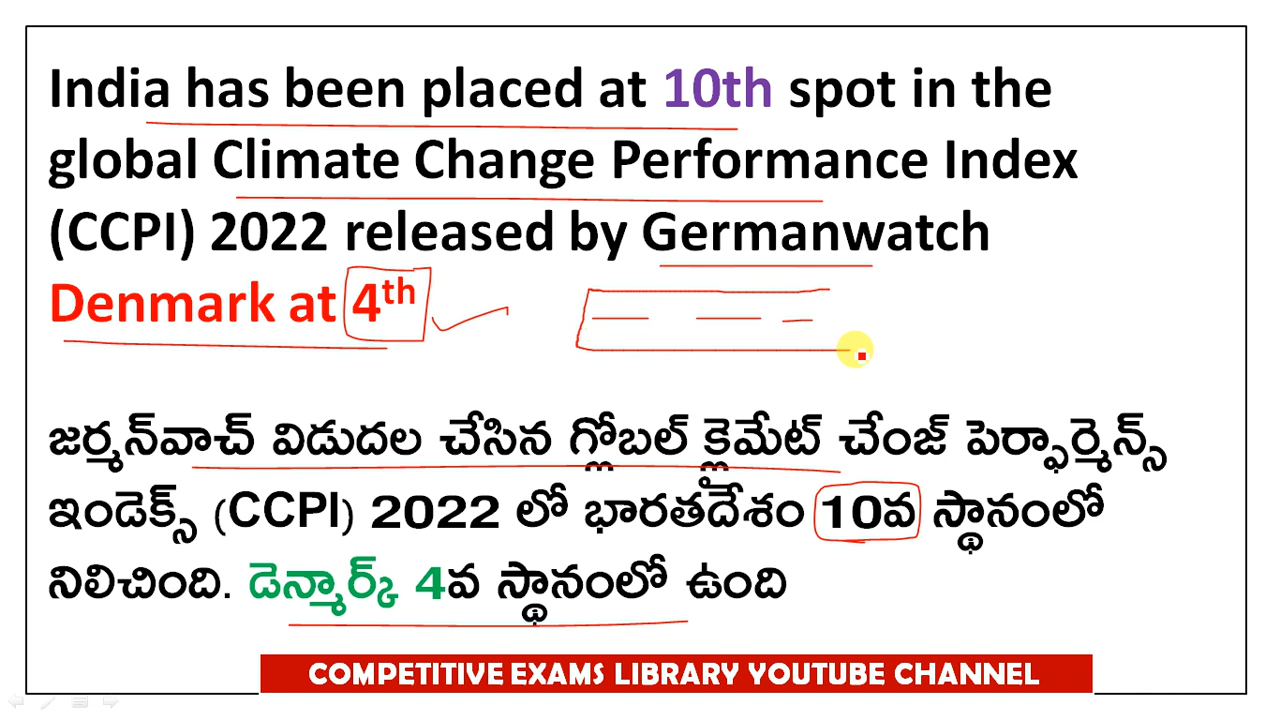 India has been placed at 10th spot in the
global Climate Change Performance Index
(CCPI) 2022 released by Germanwatch
Denmark at 4th
జర్మన్‌వాచ్ విడుదల చేసిన గ్లోబల్ క్లైమేట్ చేంజ్ పెర్ఫార్మెన్స్
ఇండెక్స్ (CCPI) 2022 లో భారతదేశం 10వ స్థానంలో
నిలిచింది. డెన్మార్క్ 4వ స్థానంలో ఉంది
COMPETITIVE EXAMS LIBRARY YOUTUBE CHANNEL